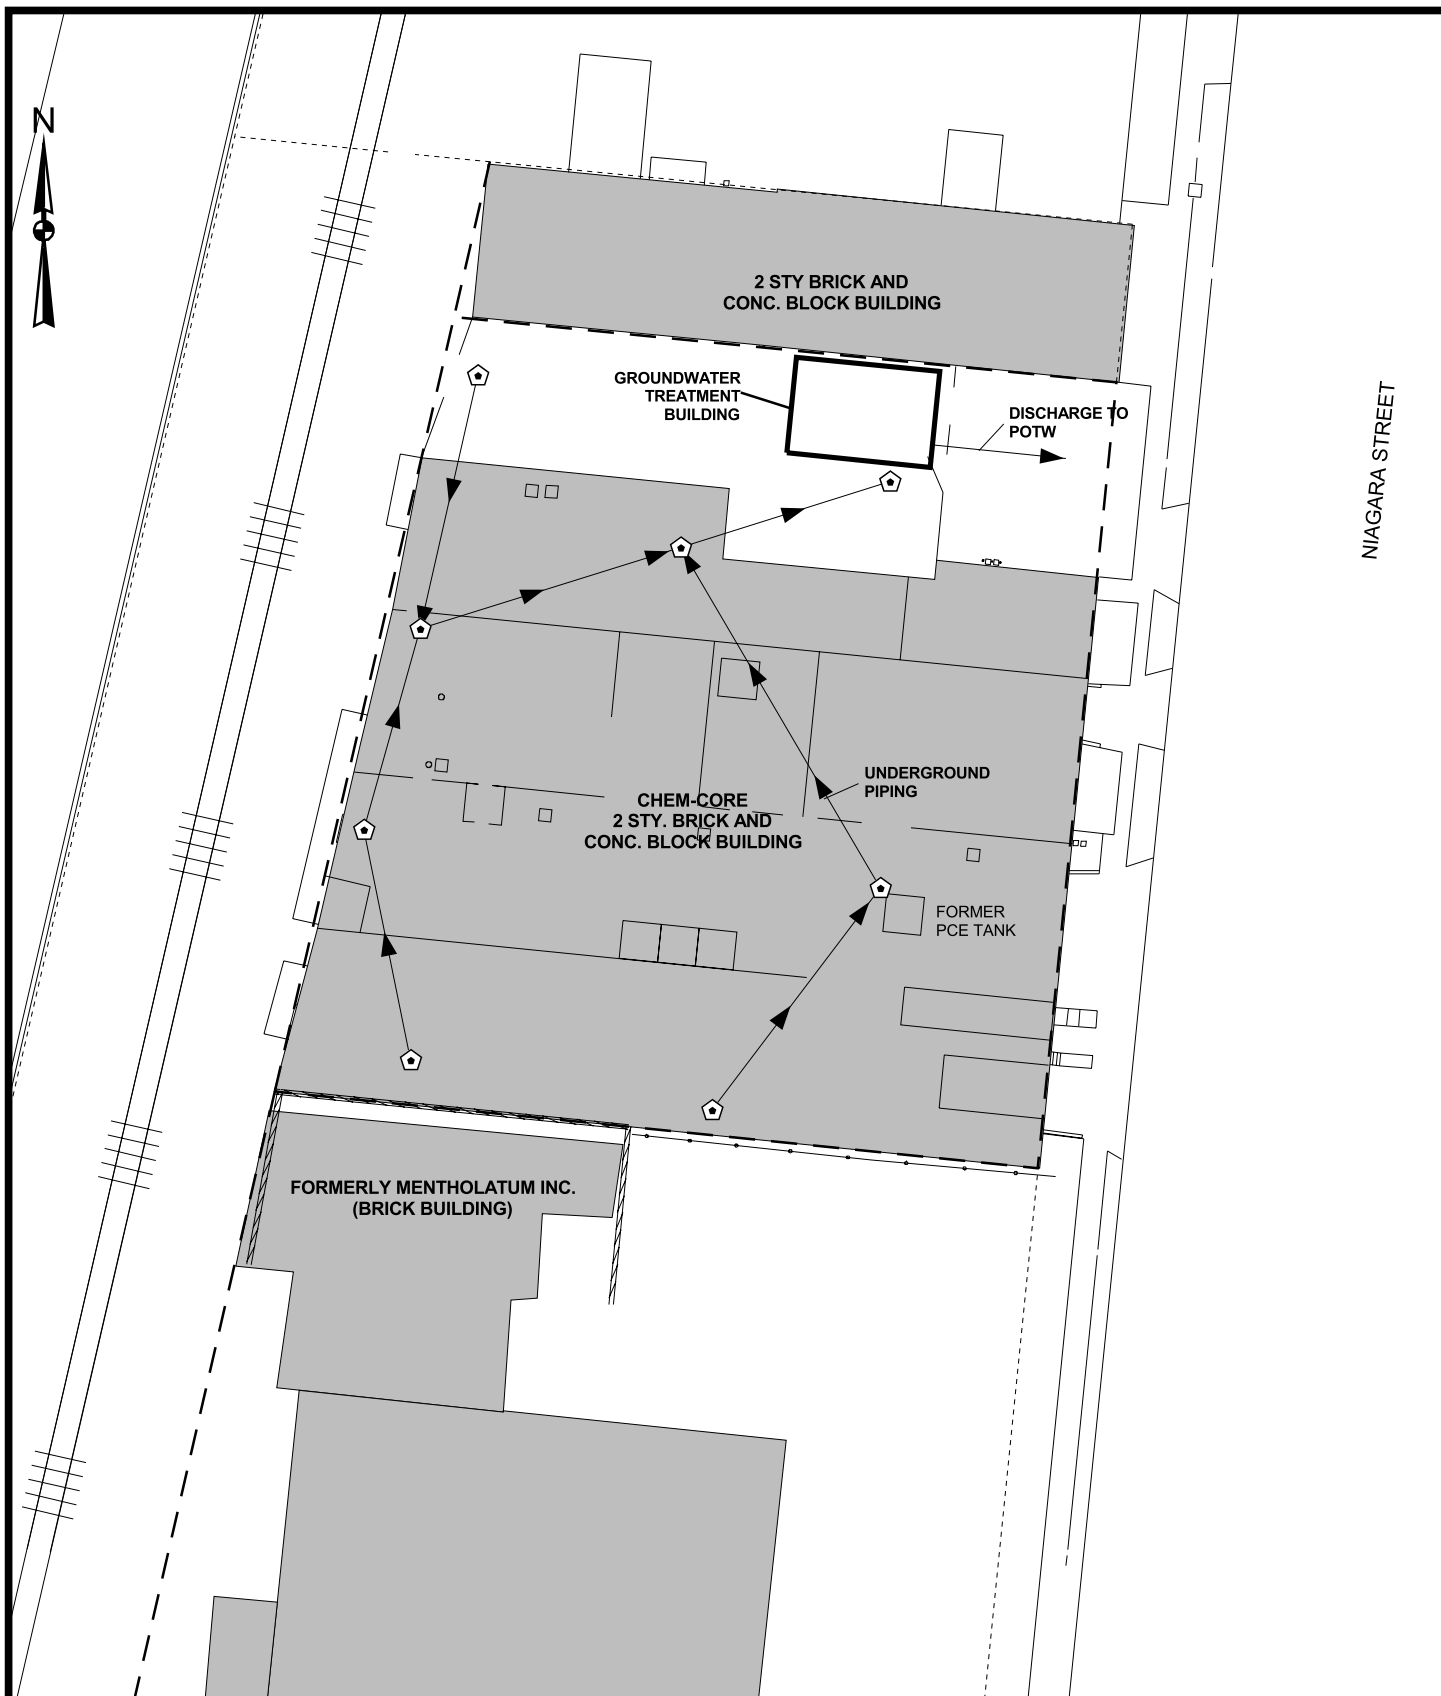 N
2 STY BRICK AND
CONC. BLOCK BUILDING
GROUNDWATER
TREATMENT
BUILDING
DISCHARGE TO
POTW
NIAGARA STREET
UNDERGROUND
PIPING
CHEM-CORE
2 STY. BRICK AND
CONC. BLOCK BUILDING
FORMER
PCE TANK
FORMERLY MENTHOLATUM INC.
(BRICK BUILDING)